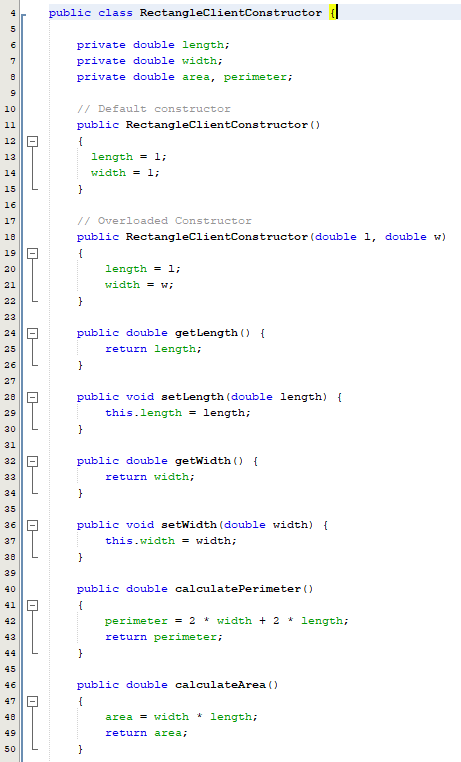 4 public class RectangleClientConstructor {
5
6 private double length;
7 private double width;
8 private double area, perimeter;
9
10 // Default constructor
11 public RectangleClientConstructor()
12 {
13 length = 1;
14 width = 1;
15 }
16
17 // Overloaded Constructor
18 public RectangleClientConstructor(double l, double w)
19 {
20 length = l;
21 width = w;
22 }
23
24 public double getLength() {
25 return length;
26 }
27
28 public void setLength(double length) {
29 this.length = length;
30 }
31
32 public double getWidth() {
33 return width;
34 }
35
36 public void setWidth(double width) {
37 this.width = width;
38 }
39
40 public double calculatePerimeter()
41 {
42 perimeter = 2 * width + 2 * length;
43 return perimeter;
44 }
45
46 public double calculateArea()
47 {
48 area = width * length;
49 return area;
50 }